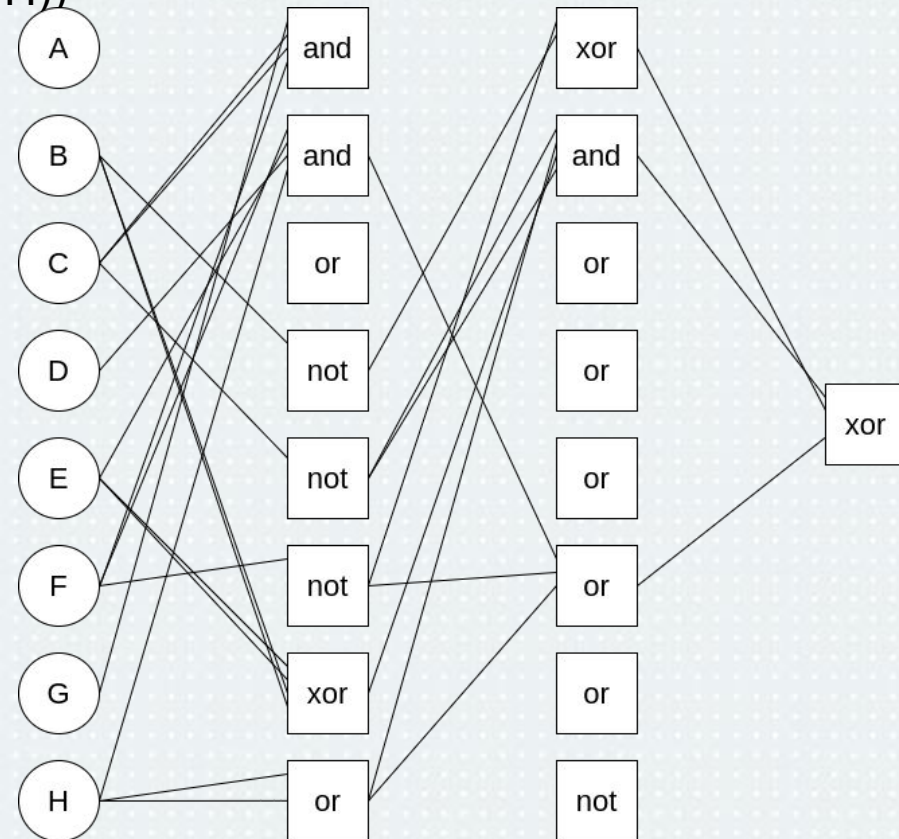 A and xor
B and and
C or or
D not or
xor
E not or
F not or
G xor or
H or not